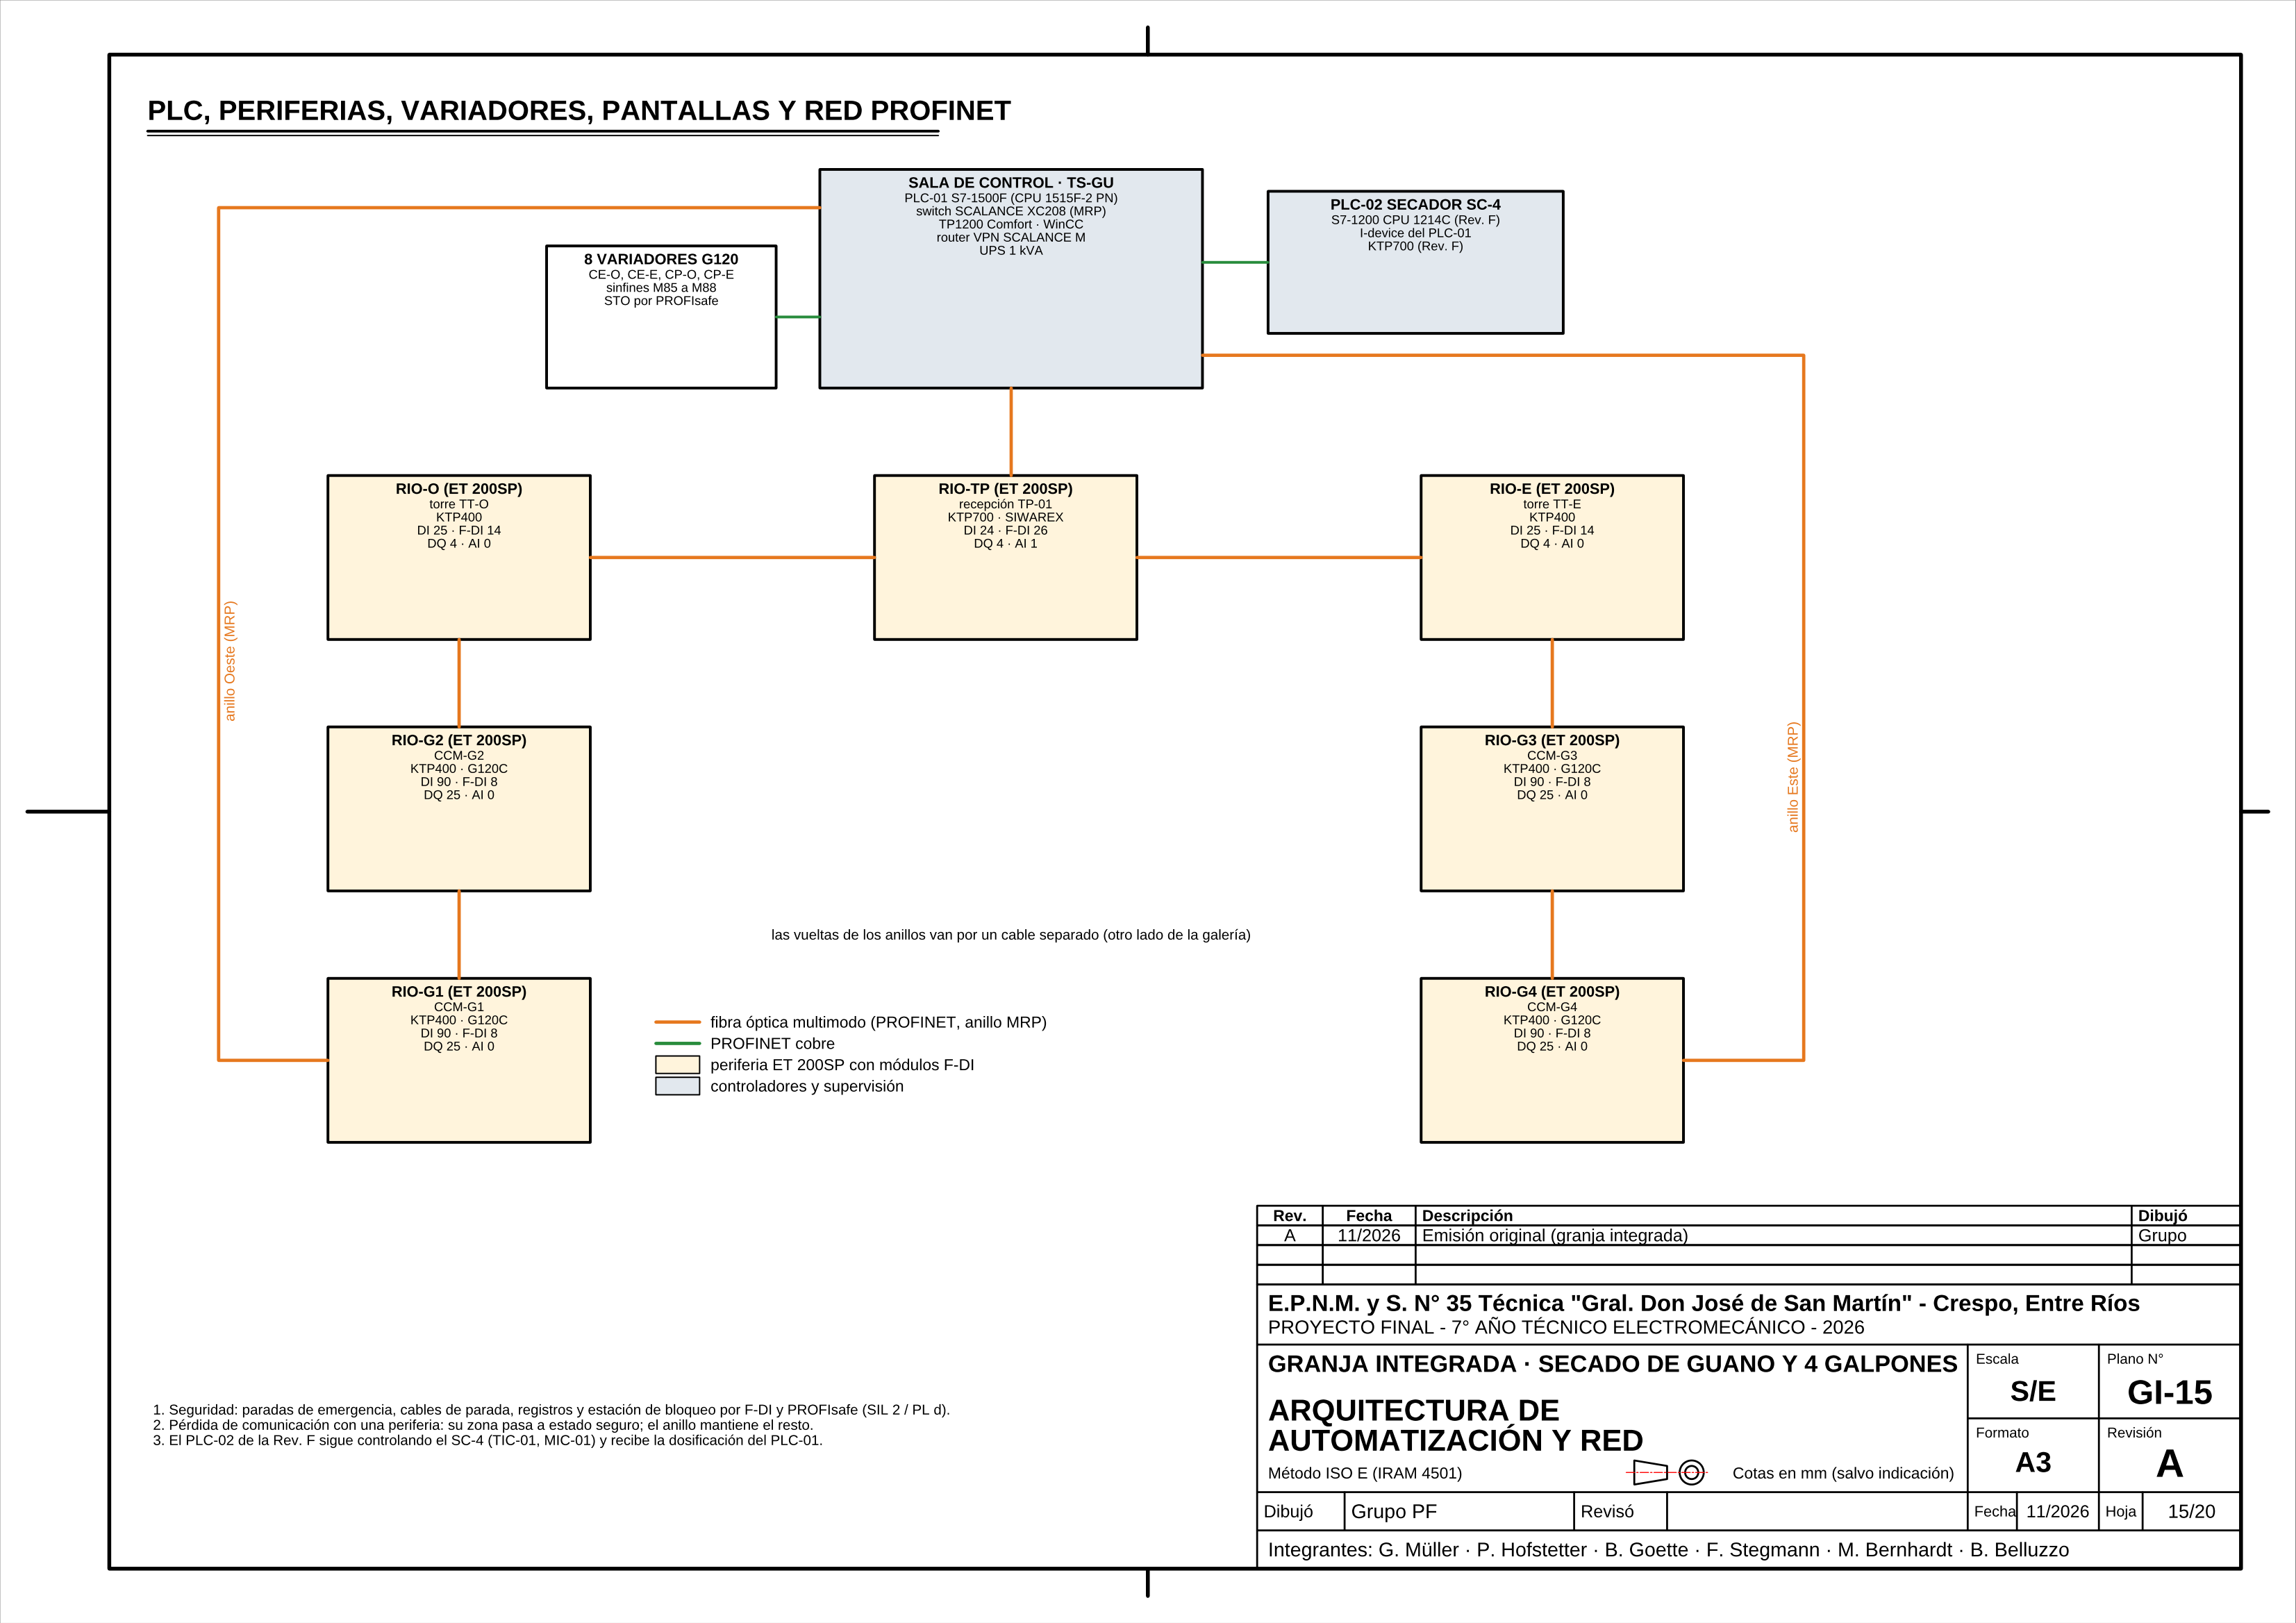 PLC, PERIFERIAS, VARIADORES, PANTALLAS Y RED PROFINET
SALA DE CONTROL · TS-GU
PLC-01 S7-1500F (CPU 1515F-2 PN)
switch SCALANCE XC208 (MRP)
TP1200 Comfort · WinCC
router VPN SCALANCE M
UPS 1 kVA
PLC-02 SECADOR SC-4
S7-1200 CPU 1214C (Rev. F)
I-device del PLC-01
KTP700 (Rev. F)
8 VARIADORES G120
CE-O, CE-E, CP-O, CP-E
sinfines M85 a M88
STO por PROFIsafe
RIO-O (ET 200SP)
torre TT-O
KTP400
DI 25 · F-DI 14
DQ 4 · AI 0
RIO-TP (ET 200SP)
recepción TP-01
KTP700 · SIWAREX
DI 24 · F-DI 26
DQ 4 · AI 1
RIO-E (ET 200SP)
torre TT-E
KTP400
DI 25 · F-DI 14
DQ 4 · AI 0
anillo Oeste (MRP)
RIO-G2 (ET 200SP)
CCM-G2
KTP400 · G120C
DI 90 · F-DI 8
DQ 25 · AI 0
RIO-G3 (ET 200SP)
CCM-G3
KTP400 · G120C
DI 90 · F-DI 8
DQ 25 · AI 0
anillo Este (MRP)
las vueltas de los anillos van por un cable separado (otro lado de la galería)
RIO-G1 (ET 200SP)
CCM-G1
KTP400 · G120C
DI 90 · F-DI 8
DQ 25 · AI 0
fibra óptica multimodo (PROFINET, anillo MRP)
PROFINET cobre
periferia ET 200SP con módulos F-DI
controladores y supervisión
RIO-G4 (ET 200SP)
CCM-G4
KTP400 · G120C
DI 90 · F-DI 8
DQ 25 · AI 0
1. Seguridad: paradas de emergencia, cables de parada, registros y estación de bloqueo por F-DI y PROFIsafe (SIL 2 / PL d).
2. Pérdida de comunicación con una periferia: su zona pasa a estado seguro; el anillo mantiene el resto.
3. El PLC-02 de la Rev. F sigue controlando el SC-4 (TIC-01, MIC-01) y recibe la dosificación del PLC-01.
Rev. Fecha Descripción Dibujó
A 11/2026 Emisión original (granja integrada) Grupo
E.P.N.M. y S. N° 35 Técnica "Gral. Don José de San Martín" - Crespo, Entre Ríos
PROYECTO FINAL - 7° AÑO TÉCNICO ELECTROMECÁNICO - 2026
GRANJA INTEGRADA · SECADO DE GUANO Y 4 GALPONES
ARQUITECTURA DE
AUTOMATIZACIÓN Y RED
Método ISO E (IRAM 4501) Cotas en mm (salvo indicación)
Escala
S/E
Plano N°
GI-15
Formato
A3
Revisión
A
Dibujó Grupo PF Revisó Fecha 11/2026 Hoja 15/20
Integrantes: G. Müller · P. Hofstetter · B. Goette · F. Stegmann · M. Bernhardt · B. Belluzzo